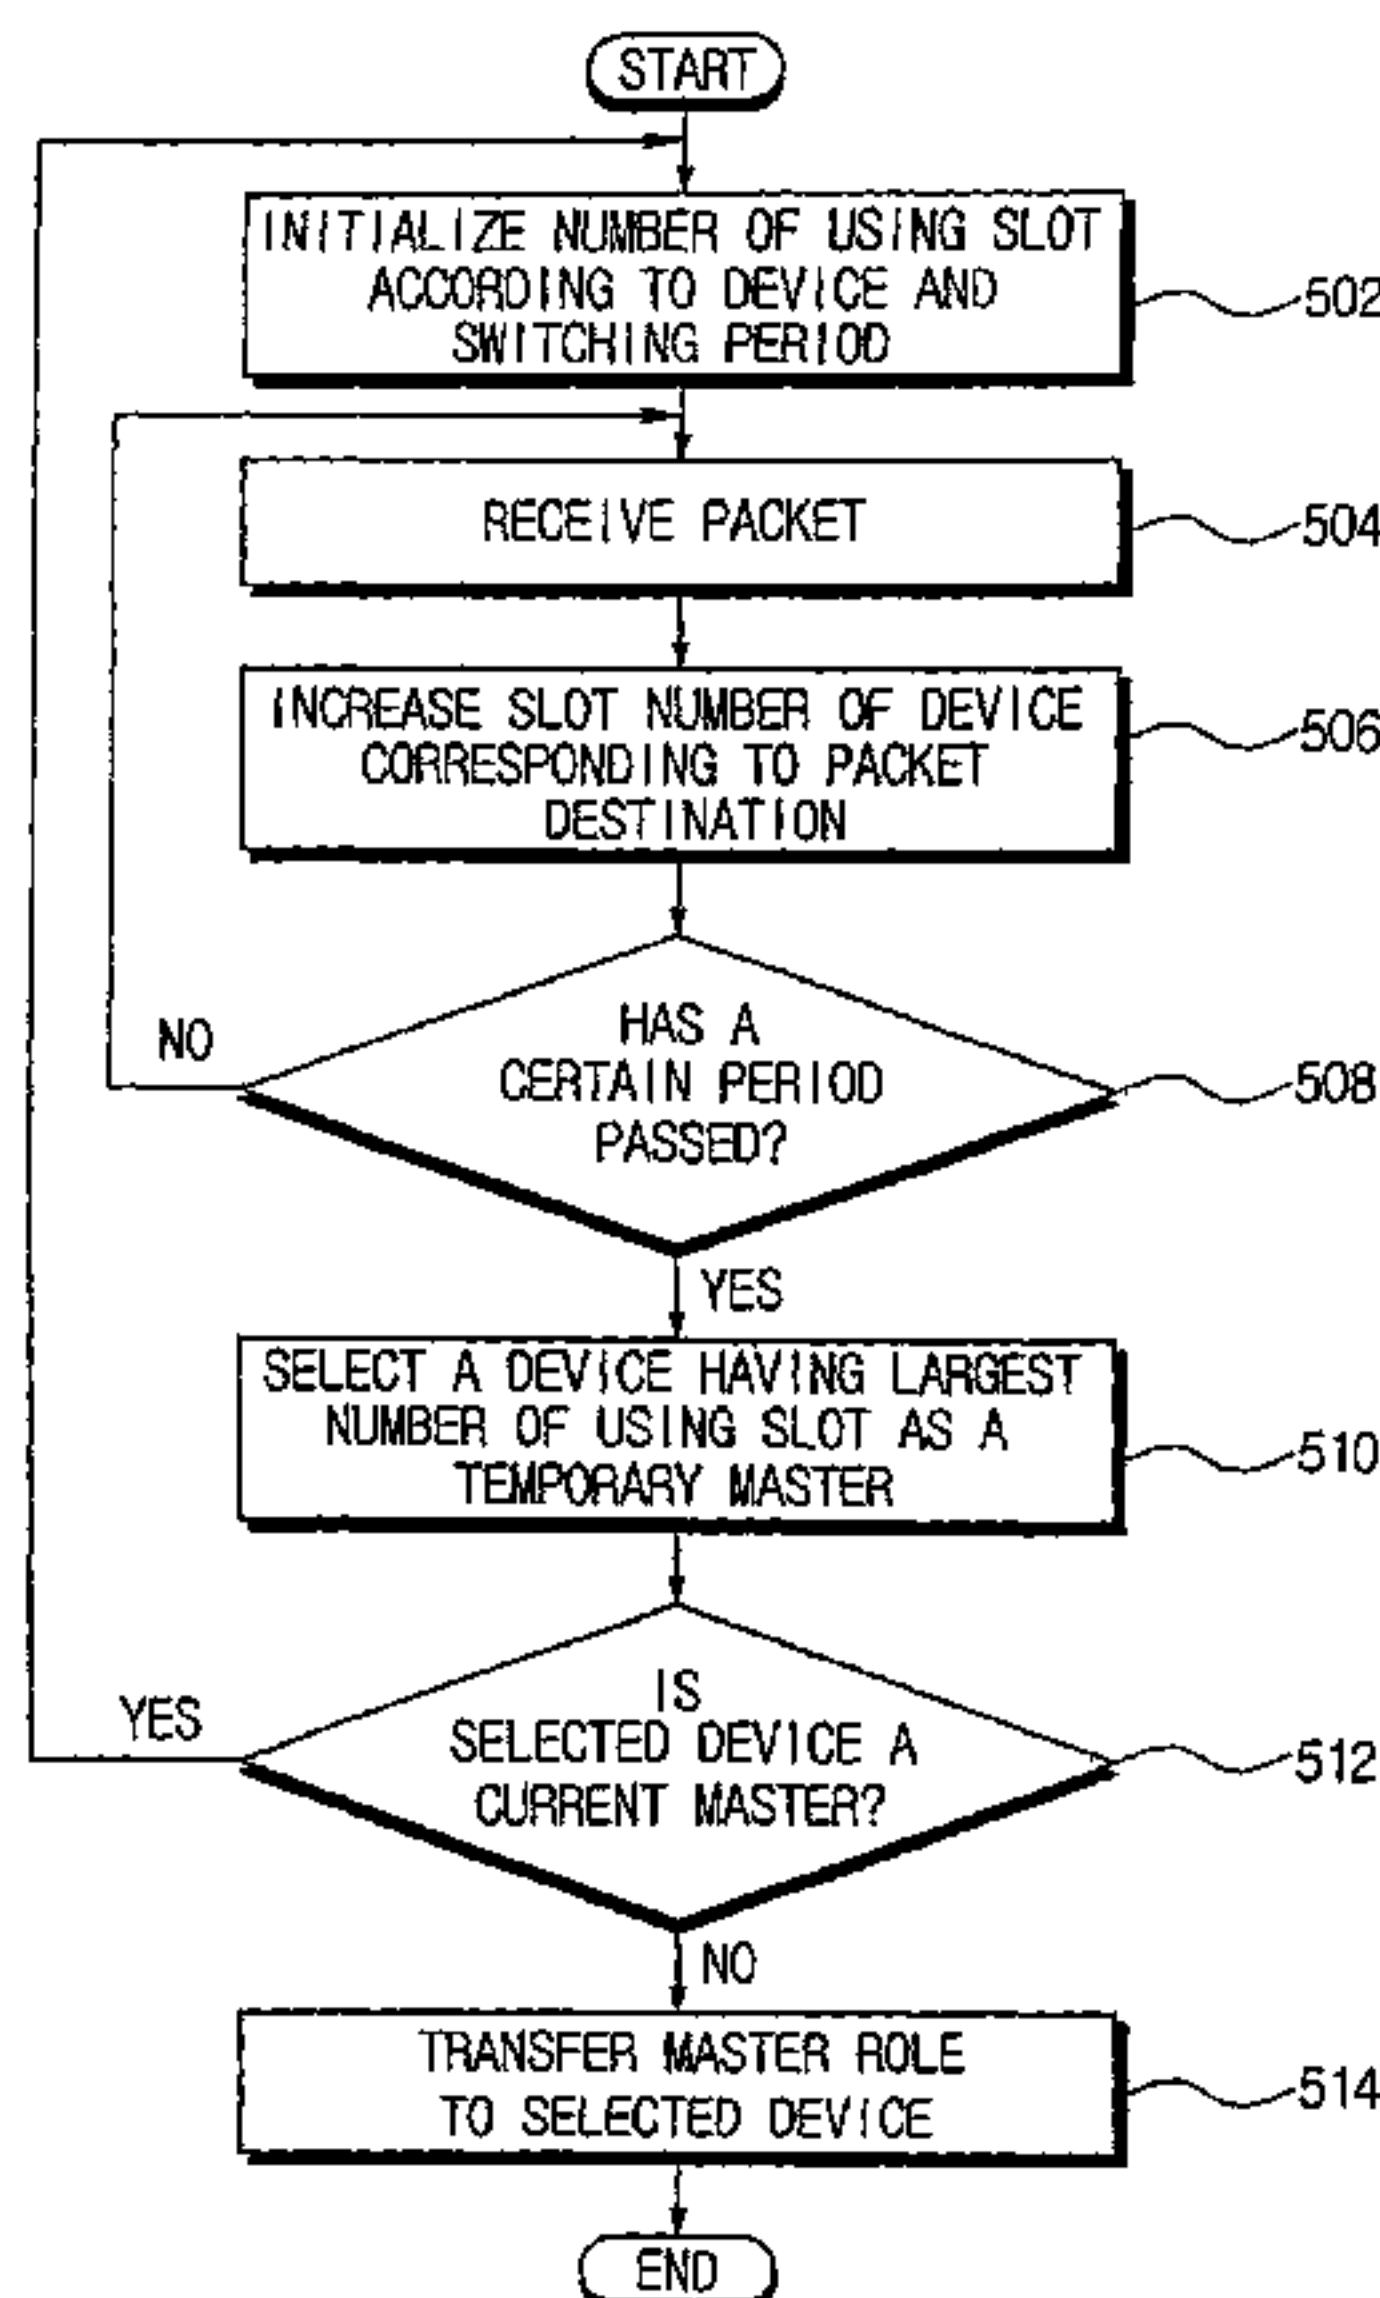 START
INITIALIZE NUMBER OF USING SLOT
ACCORDING TO DEVICE AND
SWITCHING PERIOD
502
RECEIVE PACKET
504
INCREASE SLOT NUMBER OF DEVICE
CORRESPONDING TO PACKET
DESTINATION
506
HAS A
CERTAIN PERIOD
PASSED?
508
NO
YES
SELECT A DEVICE HAVING LARGEST
NUMBER OF USING SLOT AS A
TEMPORARY MASTER
510
IS
SELECTED DEVICE A
CURRENT MASTER?
512
YES
NO
TRANSFER MASTER ROLE
TO SELECTED DEVICE
514
END